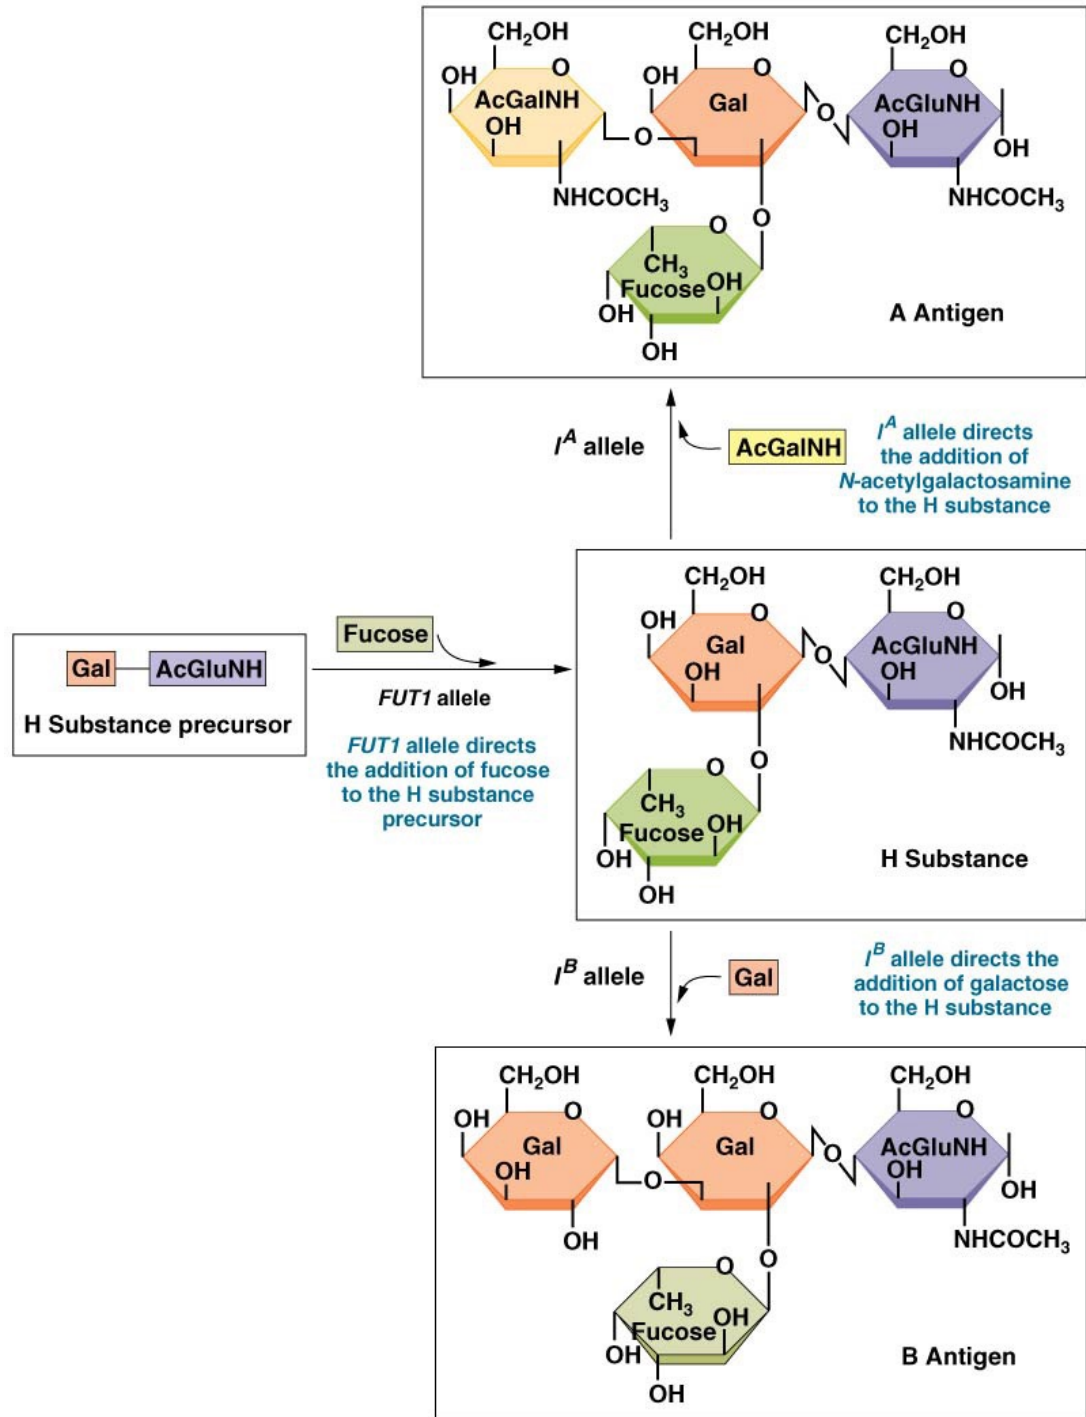 CH₂OH CH₂OH CH₂OH
O O O
OH OH
AcGalNH Gal AcGluNH
OH O OH
O OH
NHCOCH₃ NHCOCH₃
O
O
CH₃
Fucose OH
OH
OH
A Antigen
I^A allele
AcGalNH
I^A allele directs
the addition of
N-acetylgalactosamine
to the H substance
Gal AcGluNH
H Substance precursor
Fucose
FUT1 allele
FUT1 allele directs
the addition of fucose
to the H substance
precursor
CH₂OH CH₂OH
O O
OH
Gal AcGluNH
O
OH OH
OH
NHCOCH₃
O
O
CH₃
Fucose OH
OH
OH
H Substance
I^B allele
Gal
I^B allele directs the
addition of galactose
to the H substance
CH₂OH CH₂OH CH₂OH
O O O
OH OH
Gal Gal AcGluNH
O
OH OH
O OH
OH NHCOCH₃
O
O
CH₃
Fucose OH
OH
OH
B Antigen